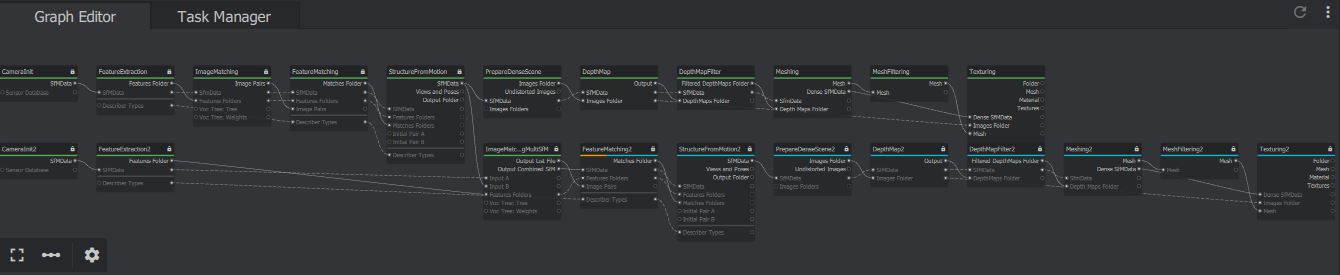 Graph Editor
Task Manager
CameraInit
SfMData
Sensor Database
FeatureExtraction
Features Folder
SfMData
Describer Types
ImageMatching
Image Pairs
SfmData
Features Folders
Voc Tree: Tree
Voc Tree: Weights
FeatureMatching
Matches Folder
SfMData
Features Folders
Image Pairs
Describer Types
StructureFromMotion
SfMData
Views and Poses
Output Folder
SfMData
Features Folders
Matches Folders
Initial Pair A
Initial Pair B
Describer Types
PrepareDenseScene
Images Folder
Undistorted Images
SfMData
Images Folders
DepthMap
Output
SfMData
Images Folder
DepthMapFilter
Filtered DepthMaps Folder
SfMData
DepthMaps Folder
Meshing
Mesh
Dense SfMData
SfmData
Depth Maps Folder
MeshFiltering
Mesh
Mesh
Texturing
Folder
Mesh
Material
Textures
Dense SfMData
Images Folder
Mesh
CameraInit2
SfMData
Sensor Database
FeatureExtraction2
Features Folder
SfMData
Describer Types
ImageMatc...gMultiSfM
Output List File
Output Combined SfM
Input A
Input B
Features Folders
Voc Tree: Tree
Voc Tree: Weights
FeatureMatching2
Matches Folder
SfMData
Features Folders
Image Pairs
Describer Types
StructureFromMotion2
SfMData
Views and Poses
Output Folder
SfMData
Features Folders
Matches Folders
Initial Pair A
Initial Pair B
Describer Types
PrepareDenseScene2
Images Folder
Undistorted Images
SfMData
Images Folders
DepthMap2
Output
SfMData
Images Folder
DepthMapFilter2
Filtered DepthMaps Folder
SfMData
DepthMaps Folder
Meshing2
Mesh
Dense SfMData
SfmData
Depth Maps Folder
MeshFiltering2
Mesh
Mesh
Texturing2
Folder
Mesh
Material
Textures
Dense SfMData
Images Folder
Mesh